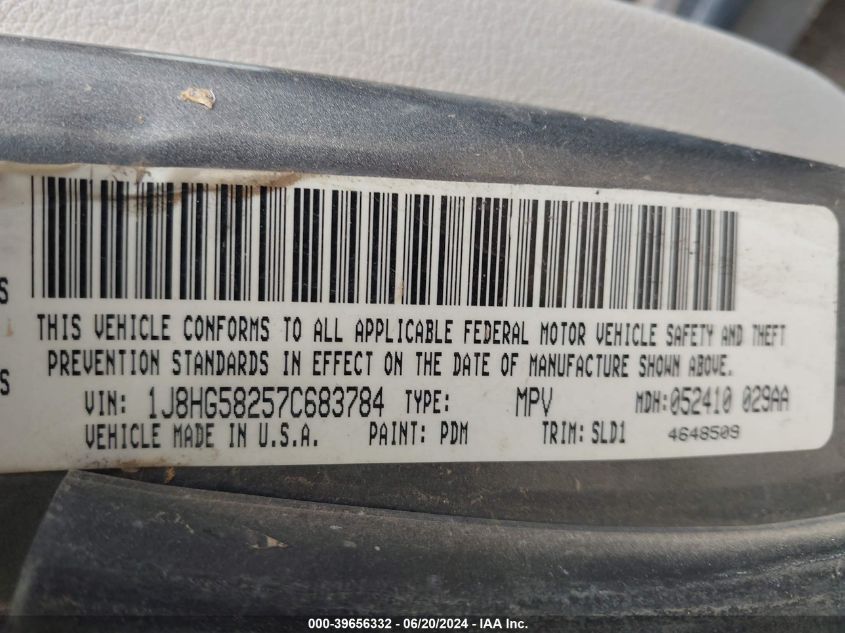 S
THIS VEHICLE CONFORMS TO ALL APPLICABLE FEDERAL MOTOR VEHICLE SAFETY AND THEFT
PREVENTION STANDARDS IN EFFECT ON THE DATE OF MANUFACTURE SHOWN ABOVE.
S
VIN: 1J8HG58257C683784 TYPE: MPV MDH:052410 029AA
VEHICLE MADE IN U.S.A. PAINT: PDM TRIM: SLD1 4648509
000-39656332 / 06/20/2024 - IAA Inc.